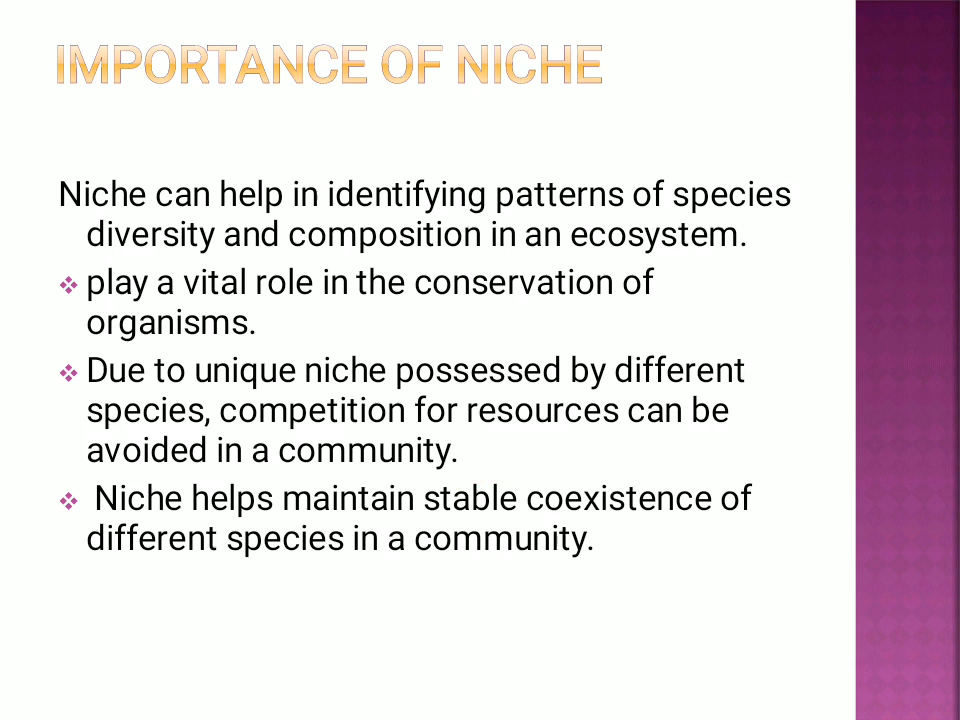 IMPORTANCE OF NICHE
Niche can help in identifying patterns of species
diversity and composition in an ecosystem.
❖ play a vital role in the conservation of
organisms.
❖ Due to unique niche possessed by different
species, competition for resources can be
avoided in a community.
❖ Niche helps maintain stable coexistence of
different species in a community.